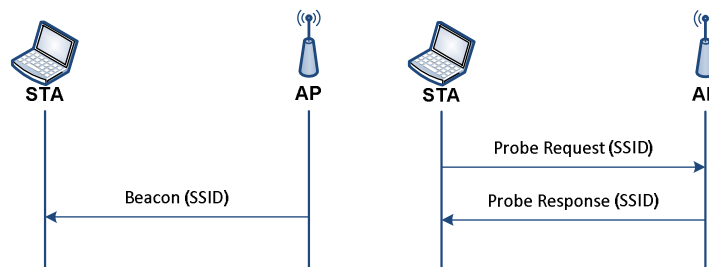 STA
AP
Beacon (SSID)
STA
Probe Request (SSID)
Probe Response (SSID)